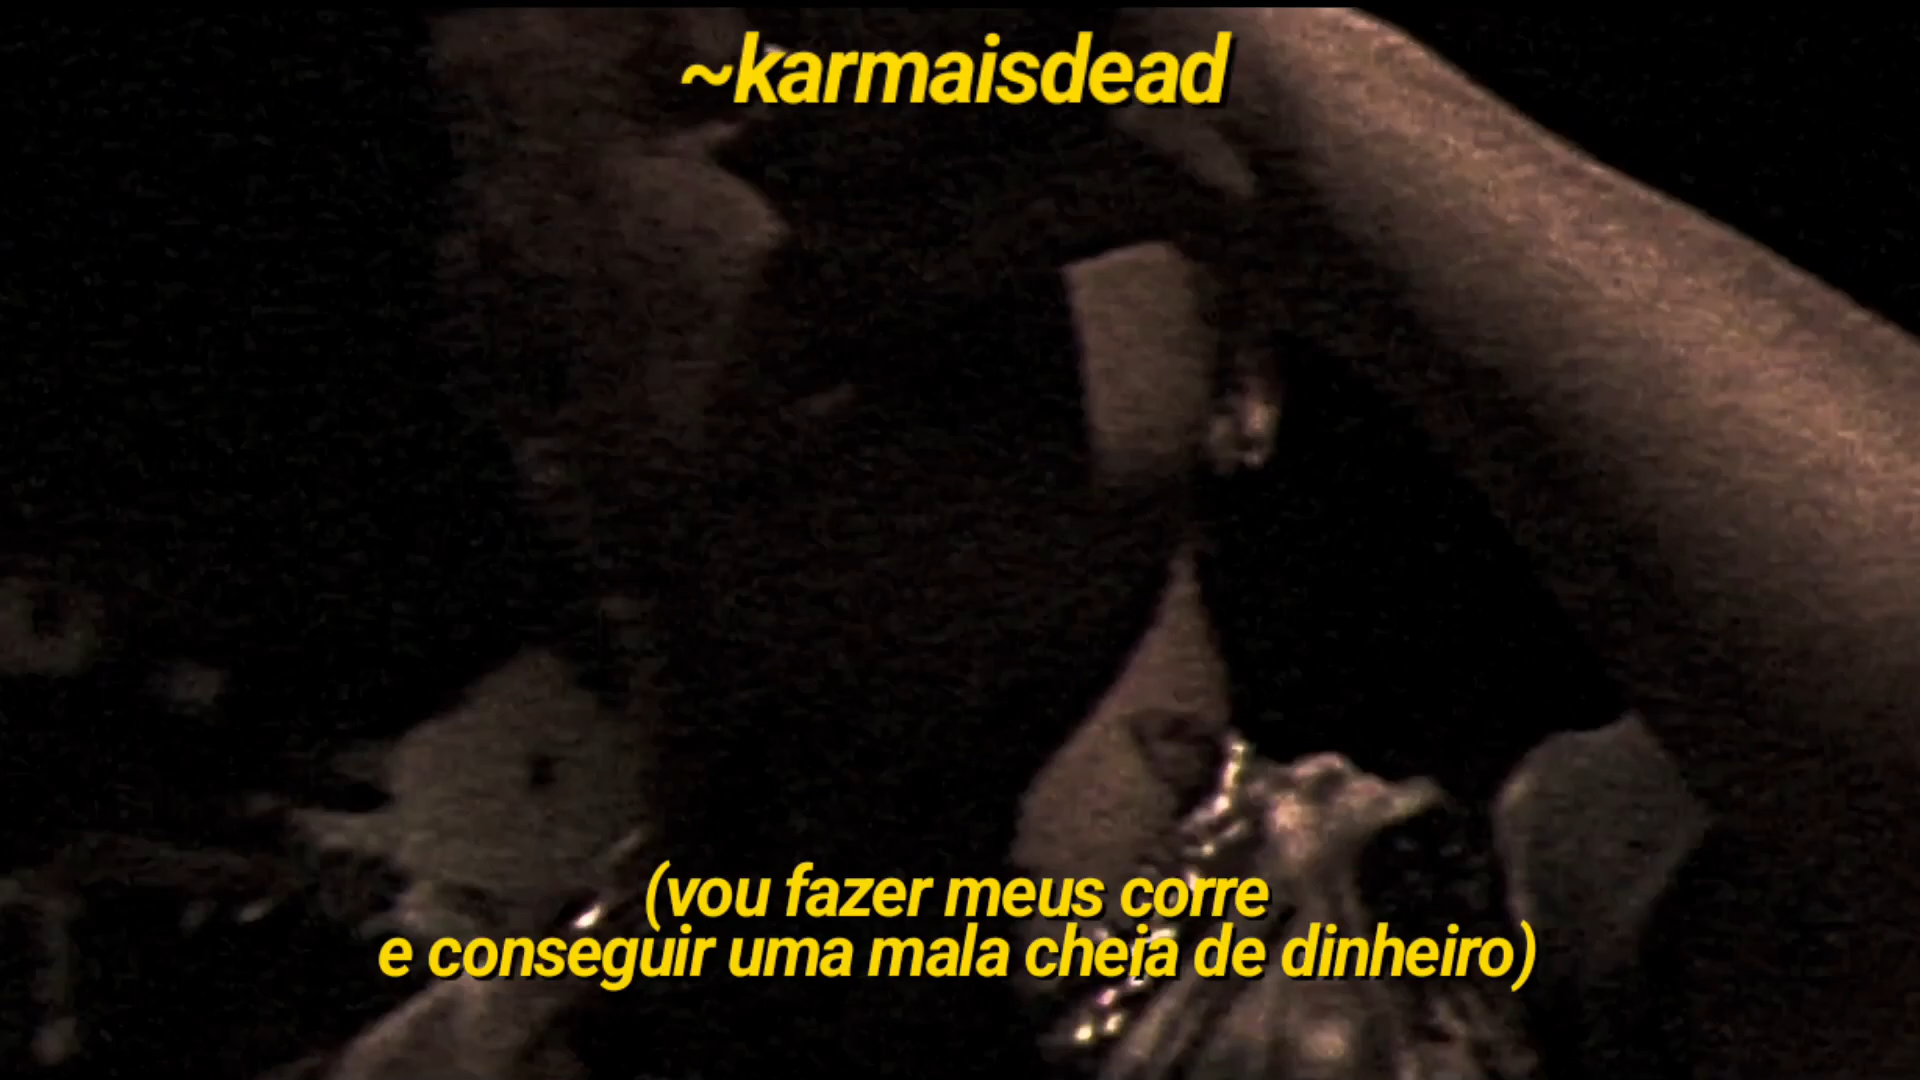 ~karmaisdead
(vou fazer meus corre
e conseguir uma mala cheia de dinheiro)